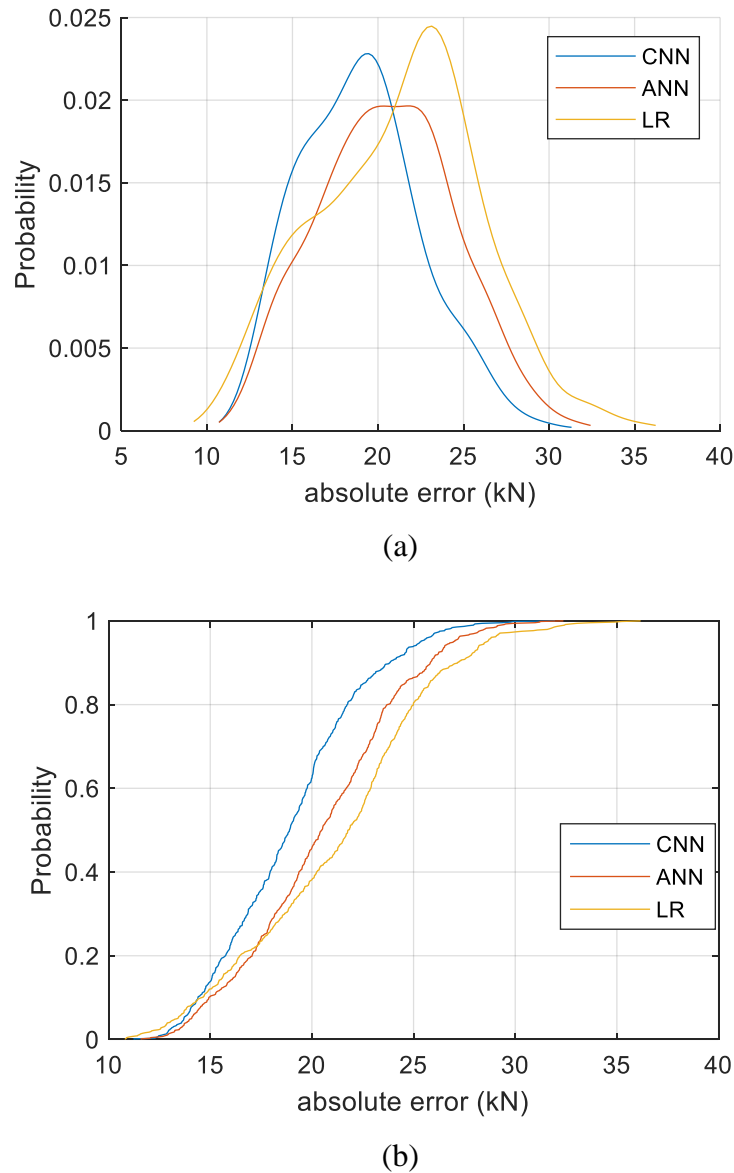 0.025
0.02
0.015
0.01
0.005
0
Probability
CNN
ANN
LR
5 10 15 20 25 30 35 40
absolute error (kN)
(a)
1
0.8
0.6
0.4
0.2
0
Probability
CNN
ANN
LR
10 15 20 25 30 35 40
absolute error (kN)
(b)